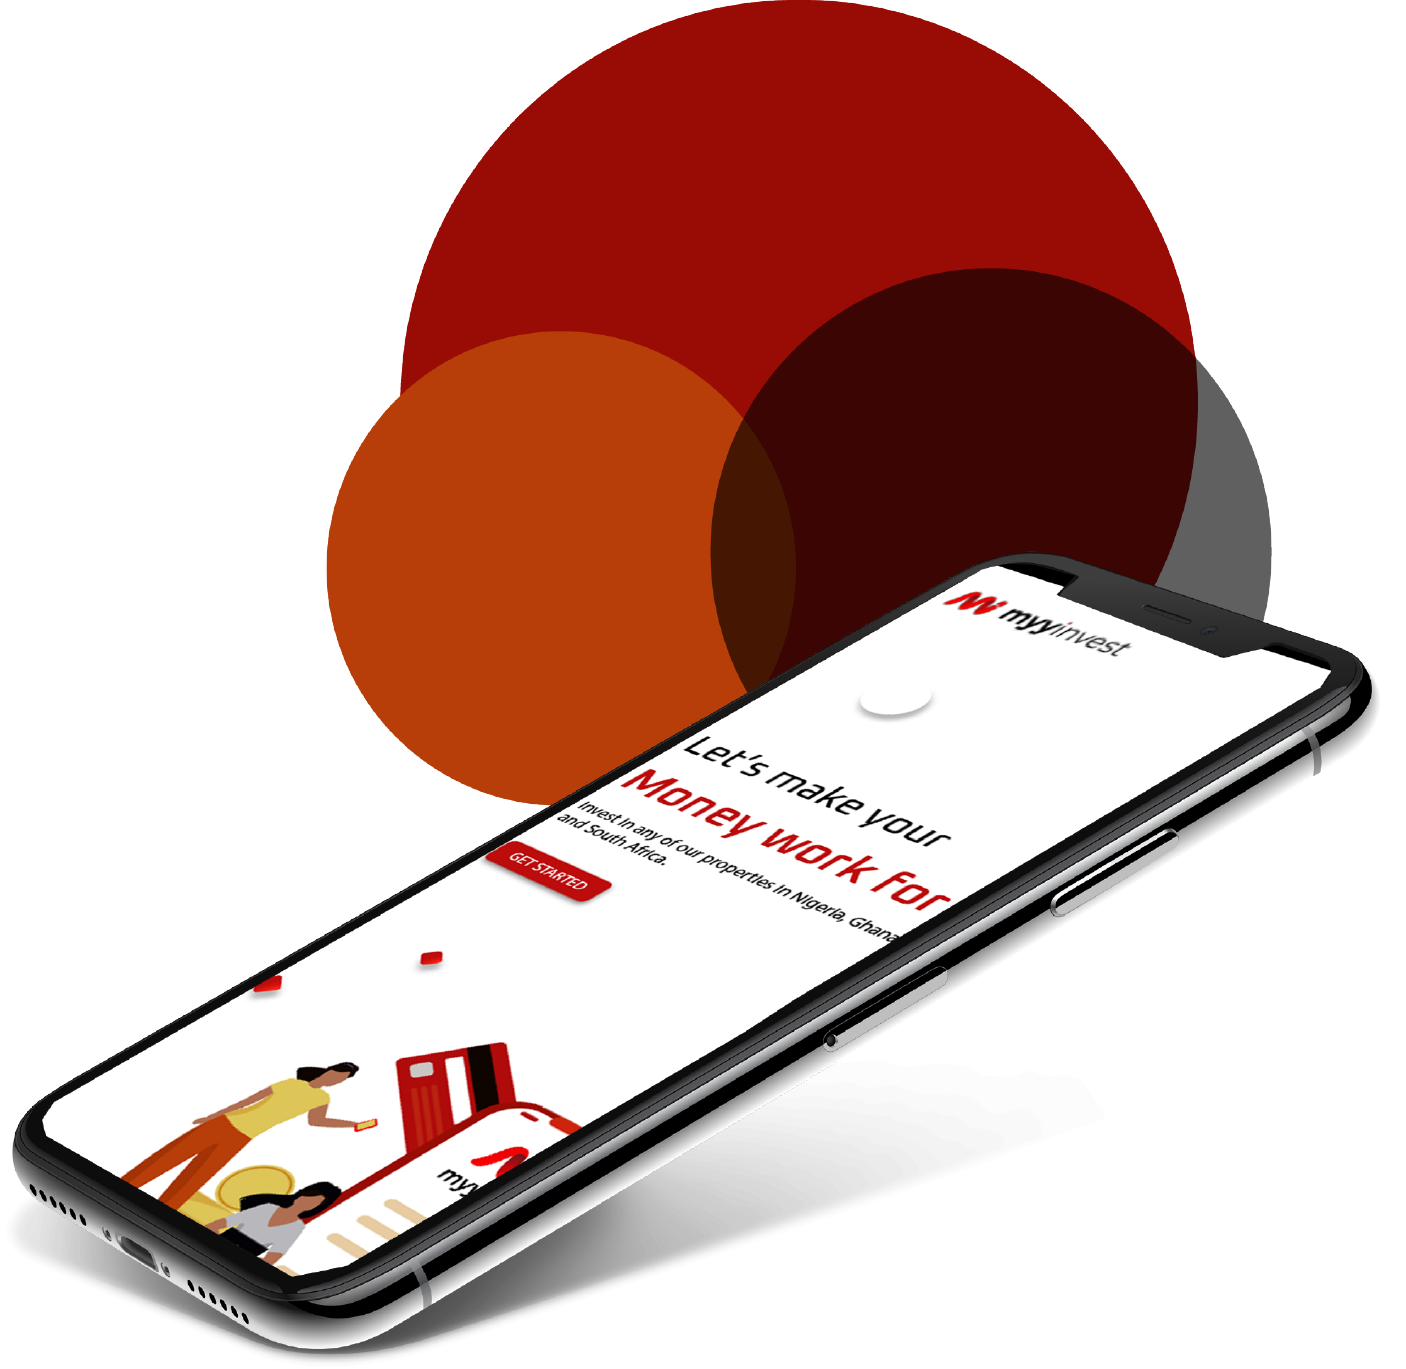 myyinvest
Let's make your
Money work for
Invest in any of our properties in Nigeria, Ghana
and South Africa.
GET STARTED
myy